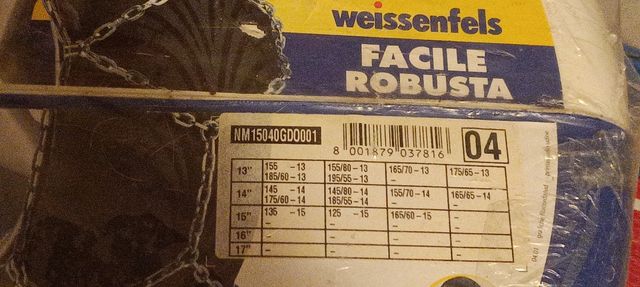 weissenfels
FACILE
ROBUSTA
NM15040GDO001
8 001879 037816
04
13" 155 - 13 155/80 - 13 165/70 - 13 175/65 - 13
185/60 - 13 195/55 - 13 -
14" 145 - 14 145/80 - 14 155/70 - 14 165/65 - 14
175/60 - 14 185/55 - 14 -
15" 135 - 15 125 - 15 165/60 - 15
- - -
16" - - -
17" - - -